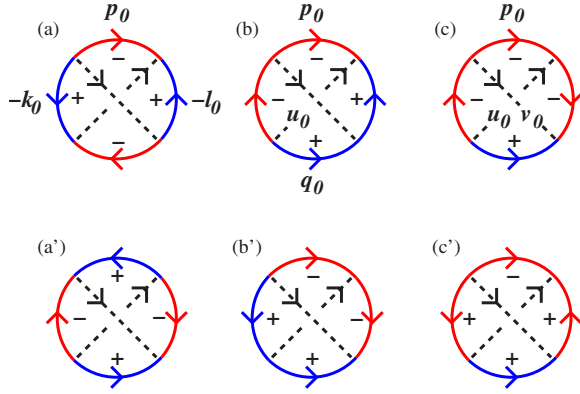 p₀ p₀ p₀
(a) (b) (c)
− − −
−k₀ + + −l₀ − + − −
u₀ u₀ v₀
− + +
q₀
(a') (b') (c')
+ − −
− − + − + +
+ + +